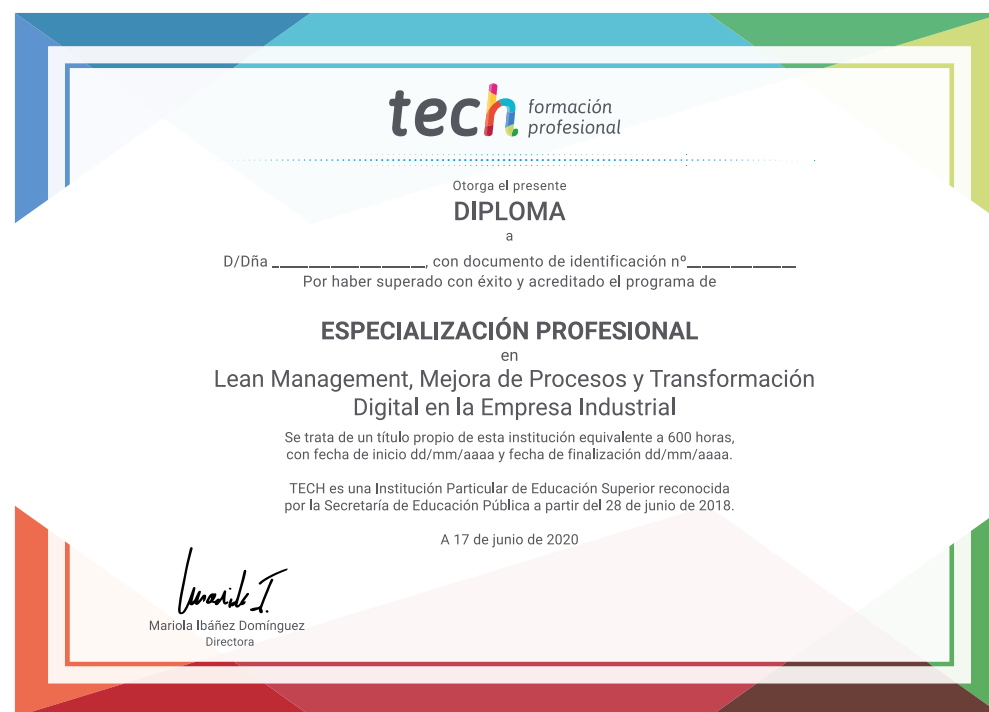 tech formación
profesional
Otorga el presente
DIPLOMA
a
D/Dña ____________________, con documento de identificación nº______________
Por haber superado con éxito y acreditado el programa de
ESPECIALIZACIÓN PROFESIONAL
en
Lean Management, Mejora de Procesos y Transformación
Digital en la Empresa Industrial
Se trata de un título propio de esta institución equivalente a 600 horas,
con fecha de inicio dd/mm/aaaa y fecha de finalización dd/mm/aaaa.
TECH es una Institución Particular de Educación Superior reconocida
por la Secretaría de Educación Pública a partir del 28 de junio de 2018.
A 17 de junio de 2020
Mariola Ibáñez Domínguez
Directora